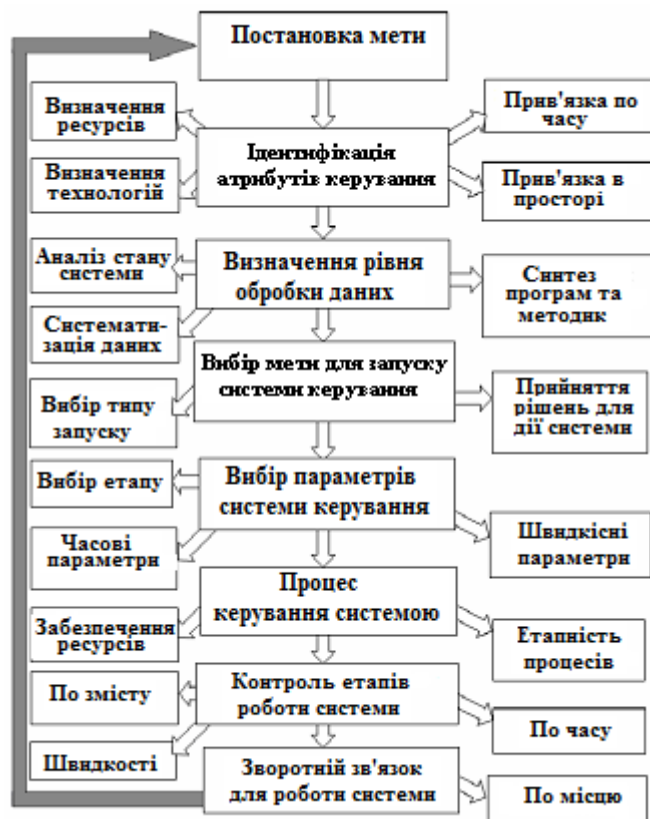 Постановка мети
Визначення
ресурсів
Прив'язка по
часу
Ідентифікація
атрибутів керування
Визначення
технологій
Прив'язка в
просторі
Аналіз стану
системи
Визначення рівня
обробки даних
Синтез
програм та
методик
Системати-
зація даних
Вибір мети для запуску
системи керування
Вибір типу
запуску
Прийняття
рішень для
дії системи
Вибір етапу
Вибір параметрів
системи керування
Часові
параметри
Швидкісні
параметри
Процес
керування системою
Забезпечення
ресурсів
Етапність
процесів
По змісту
Контроль етапів
роботи системи
По часу
Швидкості
Зворотній зв'язок
для роботи системи
По місцю